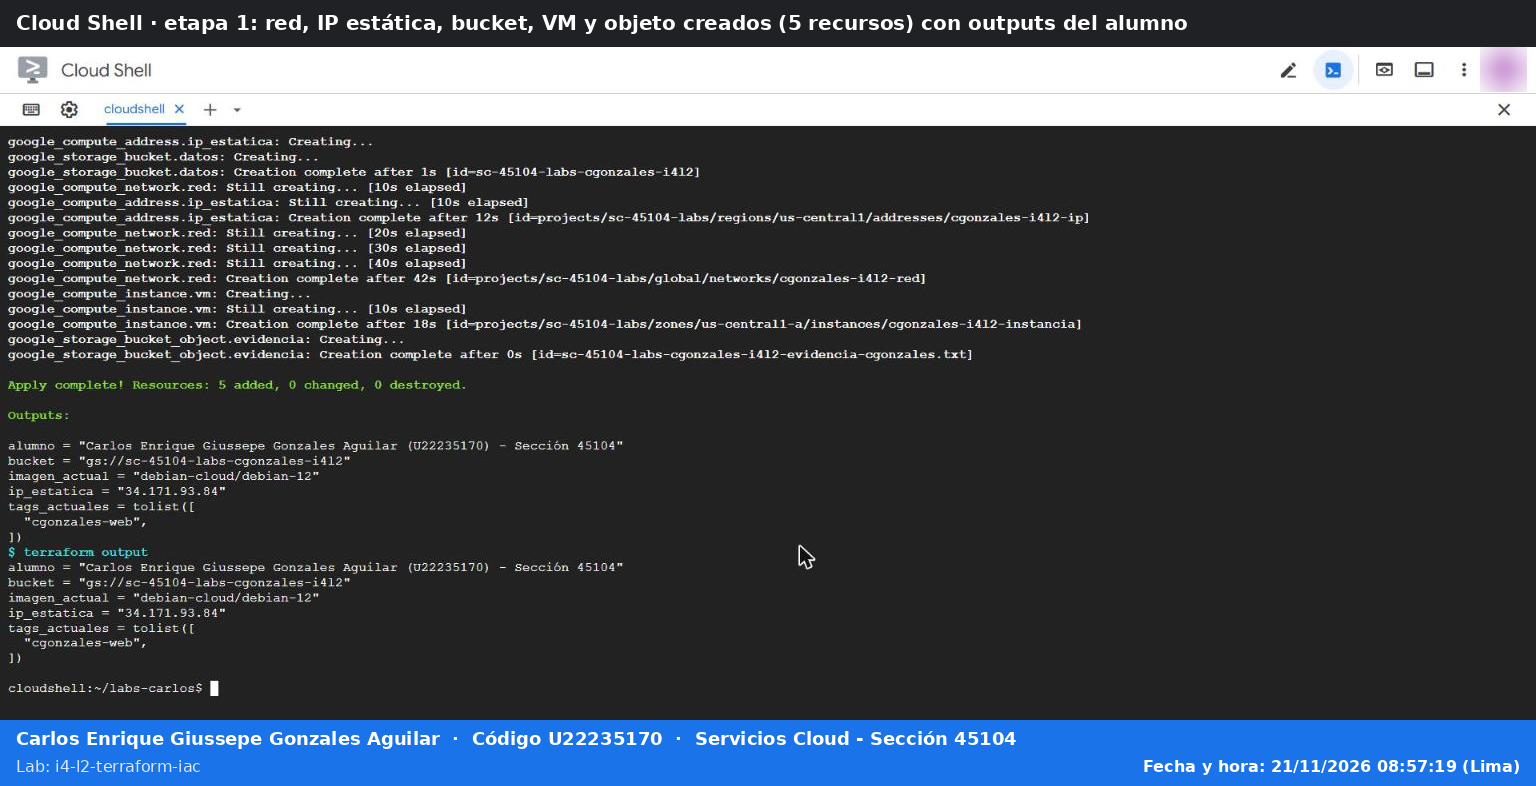 Cloud Shell · etapa 1: red, IP estática, bucket, VM y objeto creados (5 recursos) con outputs del alumno
Cloud Shell
cloudshell
google_compute_address.ip_estatica: Creating...
google_storage_bucket.datos: Creating...
google_storage_bucket.datos: Creation complete after 1s [id=sc-45104-labs-cgonzales-i4l2]
google_compute_network.red: Still creating... [10s elapsed]
google_compute_address.ip_estatica: Still creating... [10s elapsed]
google_compute_address.ip_estatica: Creation complete after 12s [id=projects/sc-45104-labs/regions/us-central1/addresses/cgonzales-i4l2-ip]
google_compute_network.red: Still creating... [20s elapsed]
google_compute_network.red: Still creating... [30s elapsed]
google_compute_network.red: Still creating... [40s elapsed]
google_compute_network.red: Creation complete after 42s [id=projects/sc-45104-labs/global/networks/cgonzales-i4l2-red]
google_compute_instance.vm: Creating...
google_compute_instance.vm: Still creating... [10s elapsed]
google_compute_instance.vm: Creation complete after 18s [id=projects/sc-45104-labs/zones/us-central1-a/instances/cgonzales-i4l2-instancia]
google_storage_bucket_object.evidencia: Creating...
google_storage_bucket_object.evidencia: Creation complete after 0s [id=sc-45104-labs-cgonzales-i4l2-evidencia-cgonzales.txt]
Apply complete! Resources: 5 added, 0 changed, 0 destroyed.
Outputs:
alumno = "Carlos Enrique Giussepe Gonzales Aguilar (U22235170) - Sección 45104"
bucket = "gs://sc-45104-labs-cgonzales-i4l2"
imagen_actual = "debian-cloud/debian-12"
ip_estatica = "34.171.93.84"
tags_actuales = tolist([
"cgonzales-web",
])
$ terraform output
alumno = "Carlos Enrique Giussepe Gonzales Aguilar (U22235170) - Sección 45104"
bucket = "gs://sc-45104-labs-cgonzales-i4l2"
imagen_actual = "debian-cloud/debian-12"
ip_estatica = "34.171.93.84"
tags_actuales = tolist([
"cgonzales-web",
])
cloudshell:~/labs-carlos$
Carlos Enrique Giussepe Gonzales Aguilar · Código U22235170 · Servicios Cloud - Sección 45104
Lab: i4-l2-terraform-iac
Fecha y hora: 21/11/2026 08:57:19 (Lima)